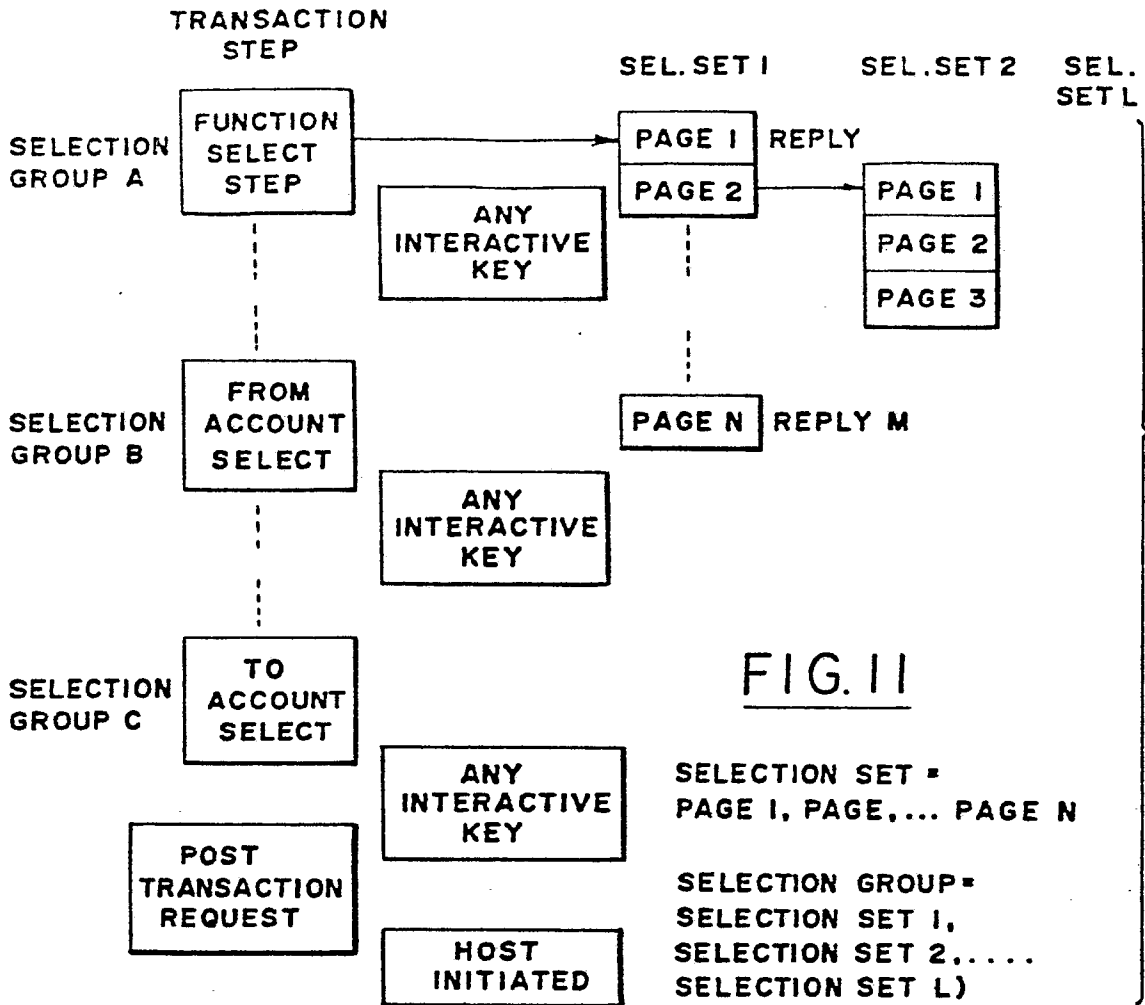 TRANSACTION
STEP
SEL. SET 1
SEL. SET 2
SEL.
SET L
SELECTION
GROUP A
FUNCTION
SELECT
STEP
PAGE 1
REPLY
PAGE 2
PAGE 1
PAGE 2
PAGE 3
ANY
INTERACTIVE
KEY
SELECTION
GROUP B
FROM
ACCOUNT
SELECT
PAGE N
REPLY M
ANY
INTERACTIVE
KEY
SELECTION
GROUP C
TO
ACCOUNT
SELECT
FIG. 11
ANY
INTERACTIVE
KEY
SELECTION SET =
PAGE 1, PAGE,... PAGE N
POST
TRANSACTION
REQUEST
SELECTION GROUP=
SELECTION SET 1,
SELECTION SET 2,....
SELECTION SET L)
HOST
INITIATED